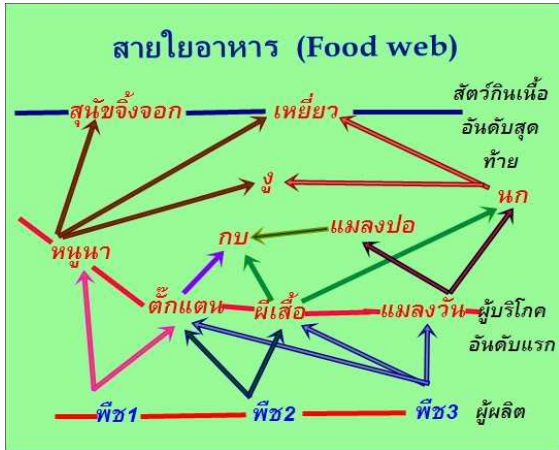 สายใยอาหาร (Food web)
สุนัขจิ้งจอก เหยี่ยว สัตว์กินเนื้อ
อันดับสุด
ท้าย
งู นก
กบ แมลงปอ
หนูนา
ตั๊กแตน ผีเสื้อ แมลงวัน ผู้บริโภค
อันดับแรก
พืช1 พืช2 พืช3 ผู้ผลิต